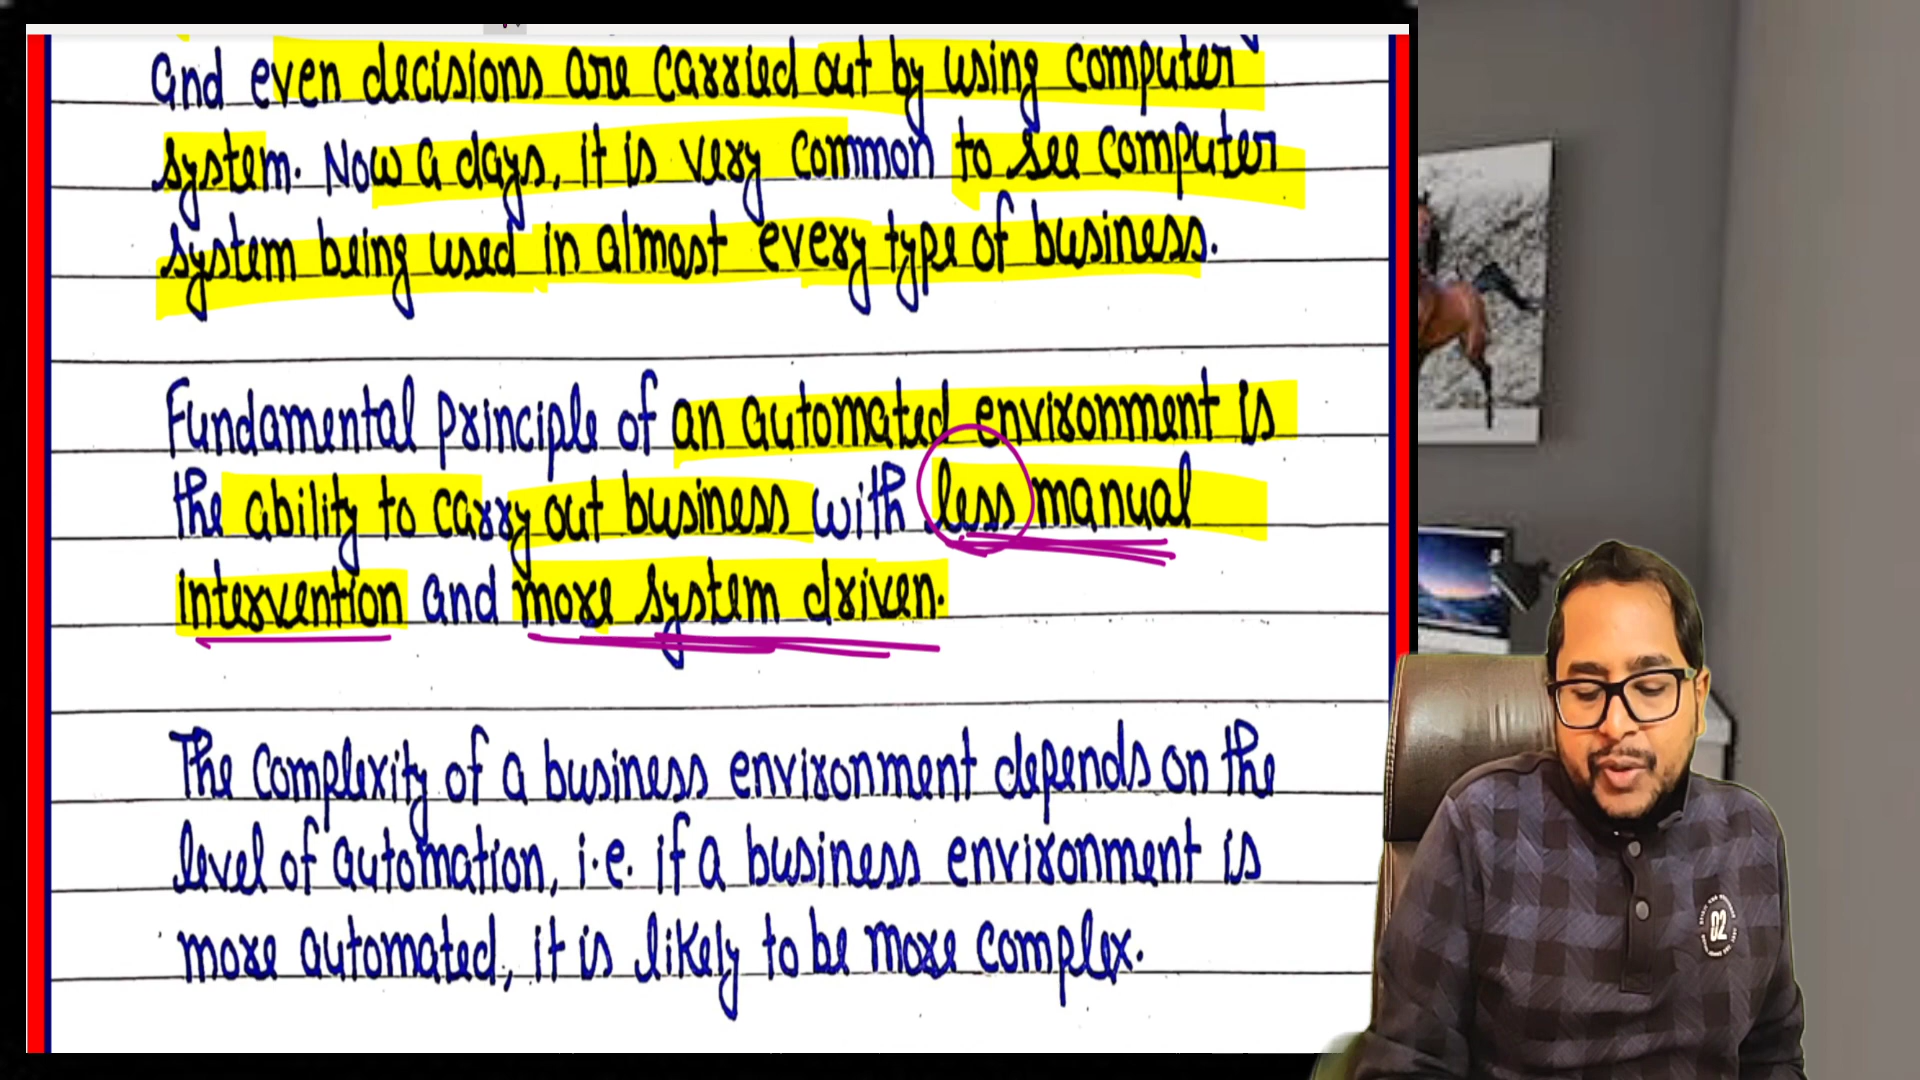 and even decisions are carried out by using computer
system. Now a days, it is very common to see computer
system being used in almost every type of business.
Fundamental principle of an automated environment is
the ability to carry out business with less manual
intervention and more system driven.
The complexity of a business environment depends on the
level of automation, i.e. if a business environment is
more automated, it is likely to be more complex.
02